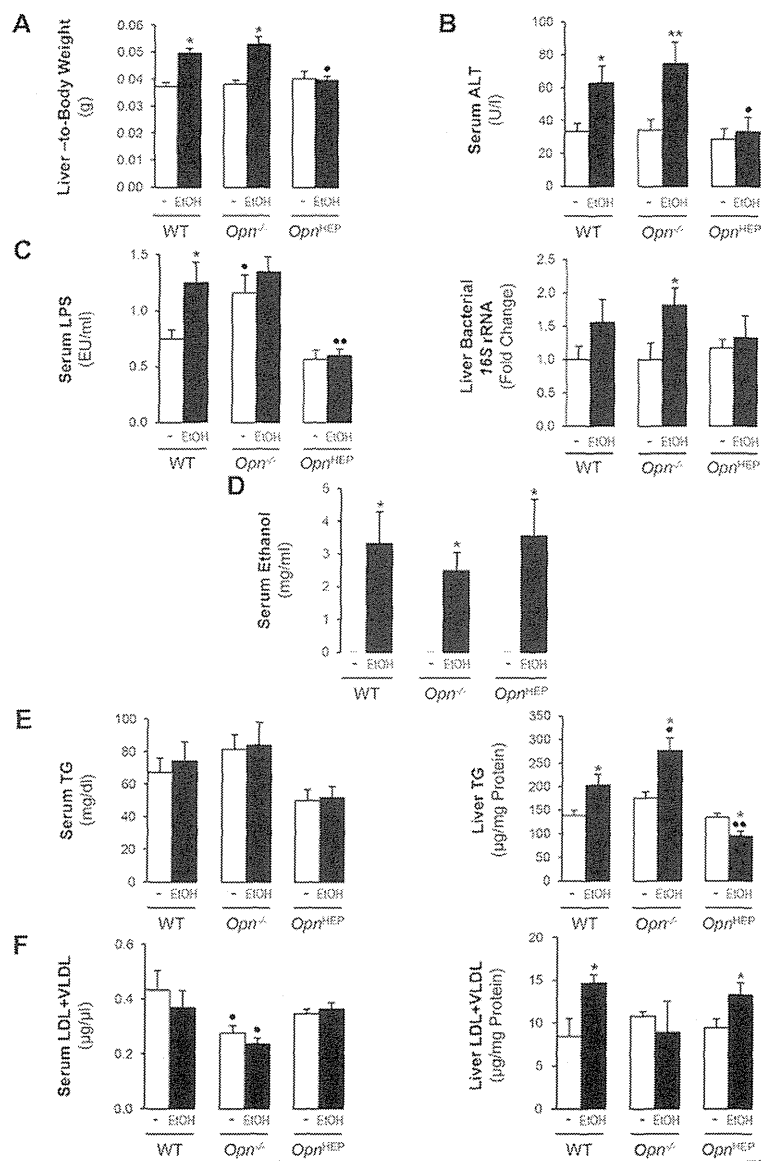 A
Liver –to-Body Weight
(g)
0.06
0.05
0.04
0.03
0.02
0.01
0.00
*
*
•
- EtOH - EtOH - EtOH
WT Opn-/- OpnHEP
B
Serum ALT
(U/l)
100
80
60
40
20
0
*
**
•
- EtOH - EtOH - EtOH
WT Opn-/- OpnHEP
C
Serum LPS
(EU/ml)
1.5
1.0
0.5
0.0
*
•
••
- EtOH - EtOH - EtOH
WT Opn-/- OpnHEP
Liver Bacterial
16S rRNA
(Fold Change)
2.5
2.0
1.5
1.0
0.5
0.0
*
- EtOH - EtOH - EtOH
WT Opn-/- OpnHEP
D
Serum Ethanol
(mg/ml)
5
4
3
2
1
0
*
*
*
- EtOH - EtOH - EtOH
WT Opn-/- OpnHEP
E
Serum TG
(mg/dl)
100
80
60
40
20
0
- EtOH - EtOH - EtOH
WT Opn-/- OpnHEP
Liver TG
(µg/mg Protein)
350
300
250
200
150
100
50
0
*
*
•
*
••
- EtOH - EtOH - EtOH
WT Opn-/- OpnHEP
F
Serum LDL+VLDL
(µg/µl)
0.6
0.4
0.2
0.0
•
•
- EtOH - EtOH - EtOH
WT Opn-/- OpnHEP
Liver LDL+VLDL
(µg/mg Protein)
20
15
10
5
0
*
*
- EtOH - EtOH - EtOH
WT Opn-/- OpnHEP